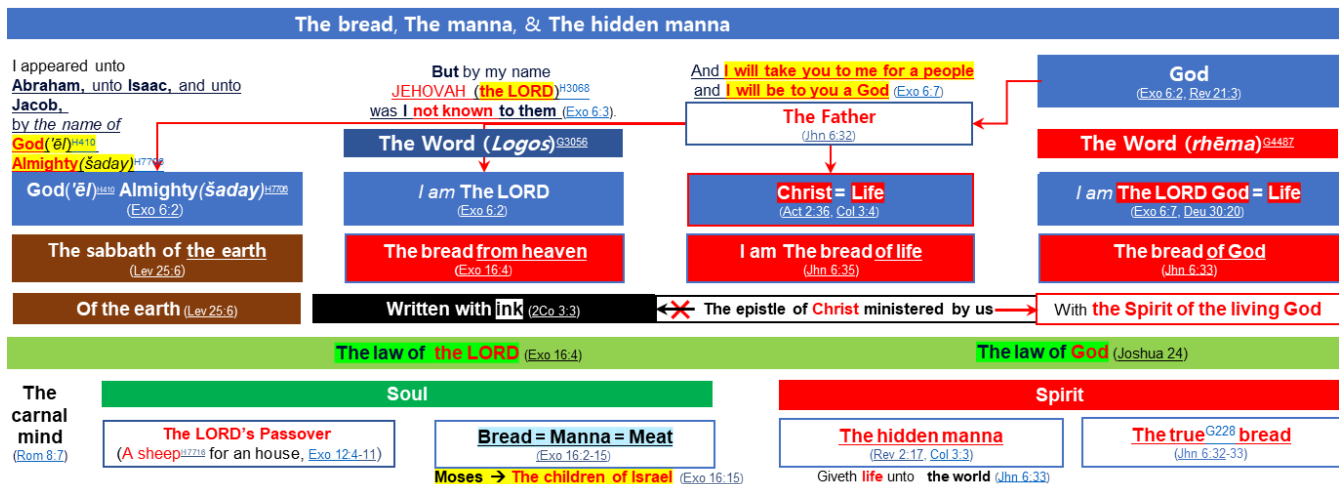 The bread, The manna, & The hidden manna
I appeared unto
Abraham, unto Isaac, and unto
Jacob,
by the name of
God('ēl)H410
Almighty(šaday)H7706
But by my name
JEHOVAH (the LORD)H3068
was I not known to them (Exo 6:3).
And I will take you to me for a people
and I will be to you a God (Exo 6:7)
God
(Exo 6:2, Rev 21:3)
The Father
(Jhn 6:32)
The Word (Logos)G3056
The Word (rhēma)G4487
God('ēl)H410 Almighty(šaday)H7706
(Exo 6:2)
I am The LORD
(Exo 6:2)
Christ = Life
(Act 2:36, Col 3:4)
I am The LORD God = Life
(Exo 6:7, Deu 30:20)
The sabbath of the earth
(Lev 25:6)
The bread from heaven
(Exo 16:4)
I am The bread of life
(Jhn 6:35)
The bread of God
(Jhn 6:33)
Of the earth (Lev 25:6)
Written with ink (2Co 3:3)
The epistle of Christ ministered by us
With the Spirit of the living God
The law of the LORD (Exo 16:4)
The law of God (Joshua 24)
The
carnal
mind
(Rom 8:7)
Soul
Spirit
The LORD's Passover
(A sheepH7716 for an house, Exo 12:4-11)
Bread = Manna = Meat
(Exo 16:2-15)
Moses → The children of Israel (Exo 16:15)
The hidden manna
(Rev 2:17, Col 3:3)
Giveth life unto the world (Jhn 6:33)
The trueG228 bread
(Jhn 6:32-33)